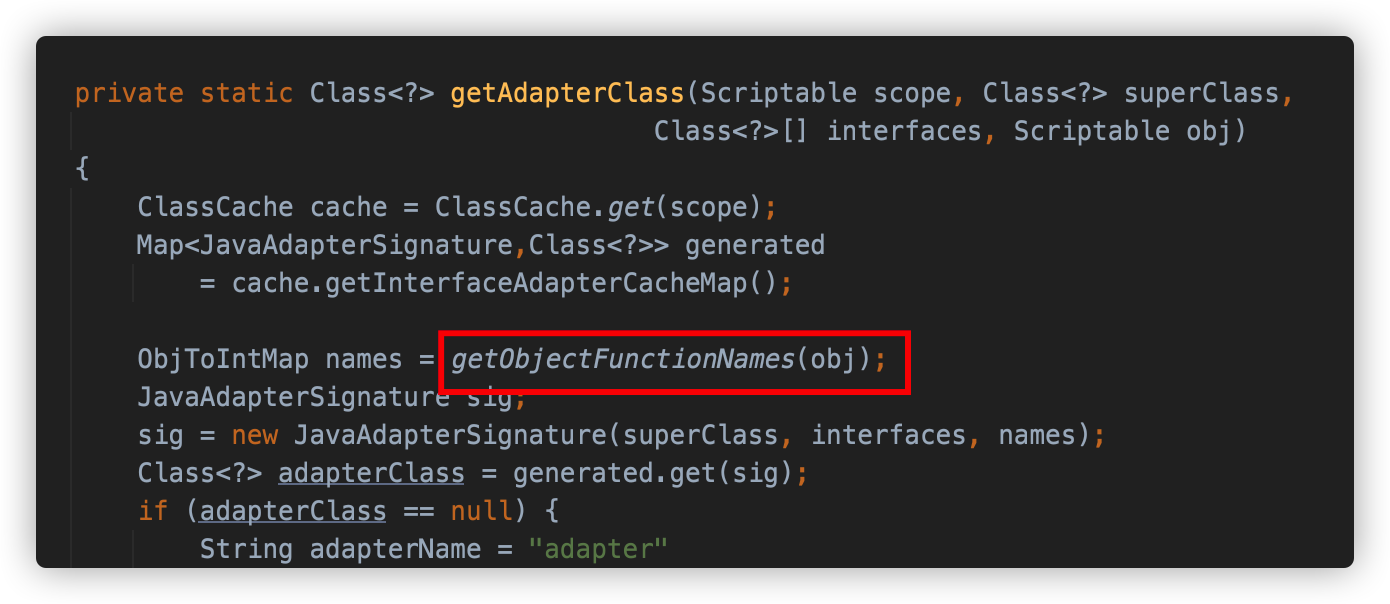 private static Class<?> getAdapterClass(Scriptable scope, Class<?> superClass,
Class<?>[] interfaces, Scriptable obj)
{
ClassCache cache = ClassCache.get(scope);
Map<JavaAdapterSignature,Class<?>> generated
= cache.getInterfaceAdapterCacheMap();
ObjToIntMap names = getObjectFunctionNames(obj);
JavaAdapterSignature sig;
sig = new JavaAdapterSignature(superClass, interfaces, names);
Class<?> adapterClass = generated.get(sig);
if (adapterClass == null) {
String adapterName = "adapter"